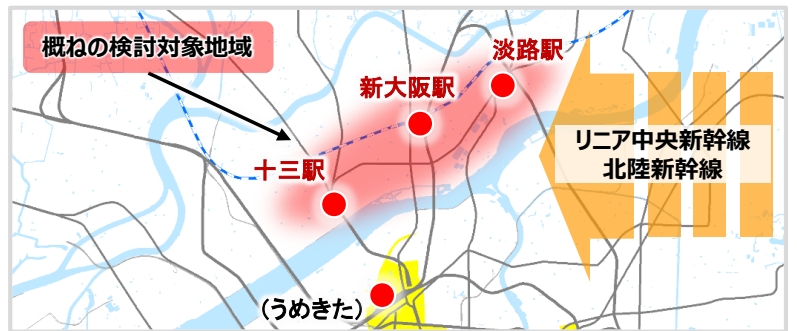 概ねの検討対象地域
淡路駅
新大阪駅
リニア中央新幹線
北陸新幹線
十三駅
(うめきた)